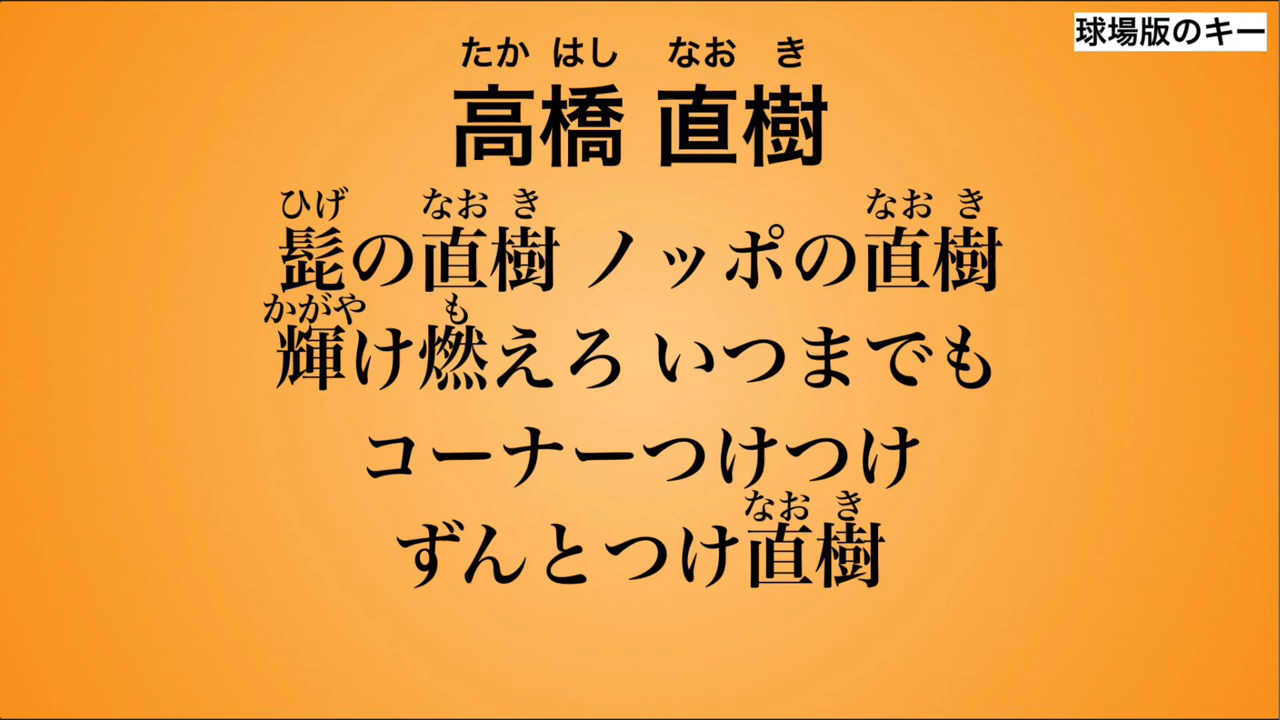 球場版のキー
たか はし なお き
高橋 直樹
ひげ なお き なお き
髭の直樹 ノッポの直樹
かがや も
輝け燃えろ いつまでも
コーナーつけつけ
なお き
ずんとつけ直樹